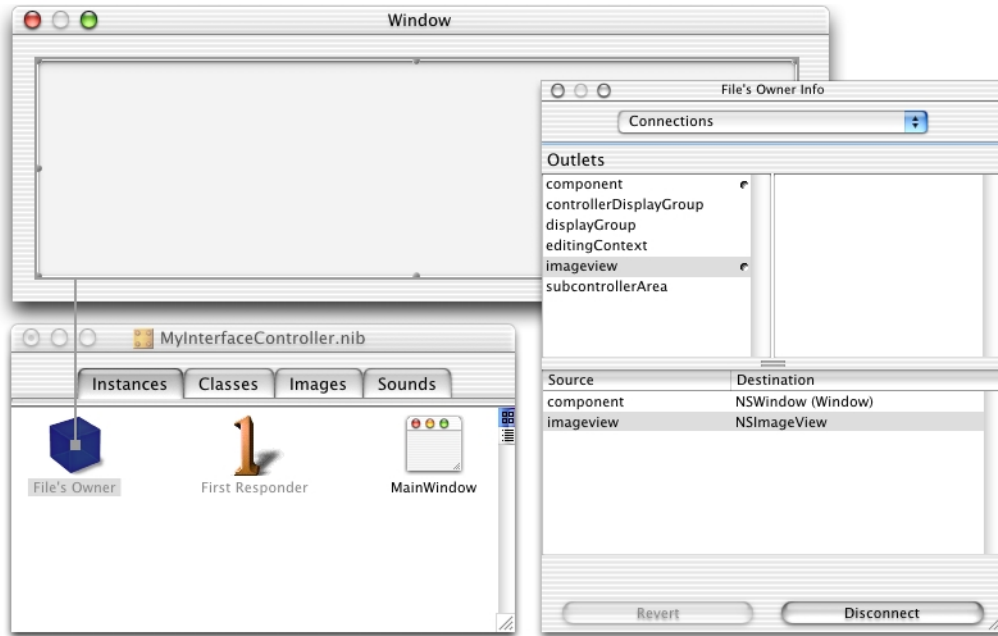 Window
File's Owner Info
Connections
Outlets
component
controllerDisplayGroup
displayGroup
editingContext
imageview
subcontrollerArea
MyInterfaceController.nib
Instances Classes Images Sounds
File's Owner First Responder MainWindow
Source Destination
component NSWindow (Window)
imageview NSImageView
Revert Disconnect